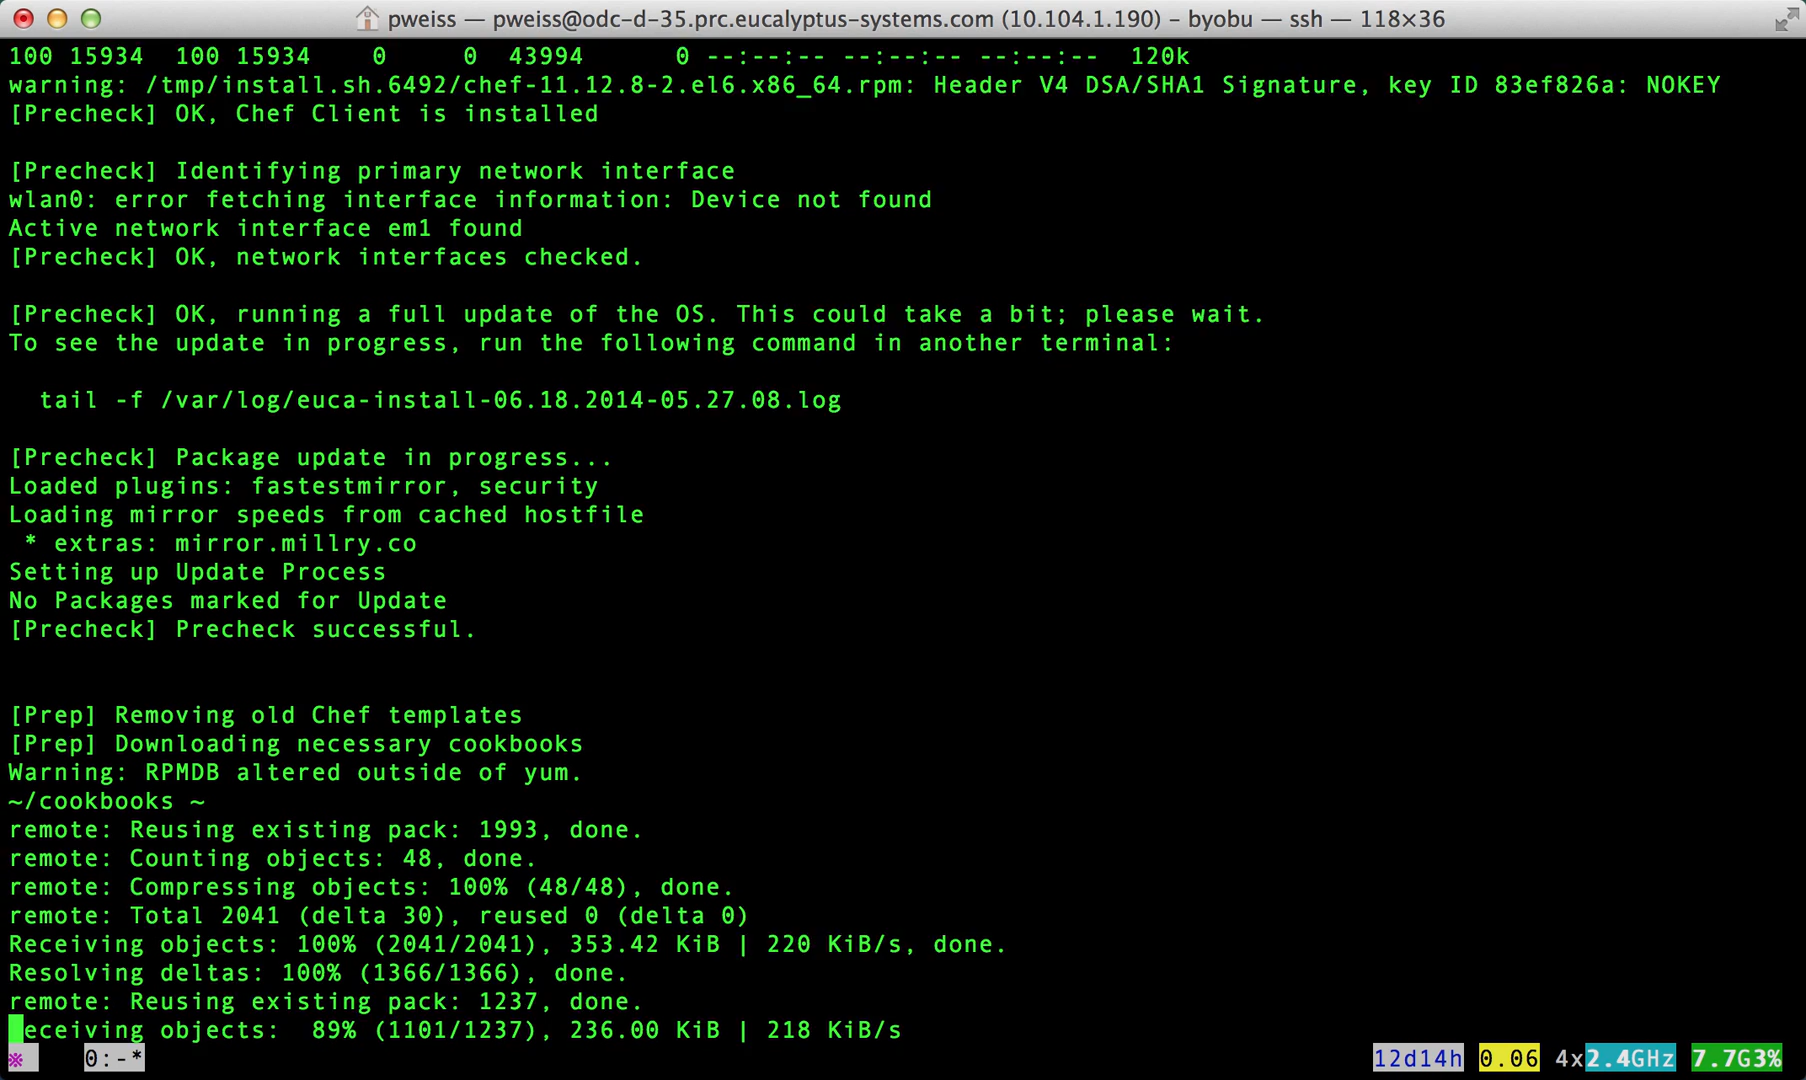 pweiss — pweiss@odc-d-35.prc.eucalyptus-systems.com (10.104.1.190) – byobu — ssh — 118×36
100 15934  100 15934    0     0  43994      0 --:--:-- --:--:-- --:--:--  120k
warning: /tmp/install.sh.6492/chef-11.12.8-2.el6.x86_64.rpm: Header V4 DSA/SHA1 Signature, key ID 83ef826a: NOKEY
[Precheck] OK, Chef Client is installed
[Precheck] Identifying primary network interface
wlan0: error fetching interface information: Device not found
Active network interface em1 found
[Precheck] OK, network interfaces checked.
[Precheck] OK, running a full update of the OS. This could take a bit; please wait.
To see the update in progress, run the following command in another terminal:
  tail -f /var/log/euca-install-06.18.2014-05.27.08.log
[Precheck] Package update in progress...
Loaded plugins: fastestmirror, security
Loading mirror speeds from cached hostfile
 * extras: mirror.millry.co
Setting up Update Process
No Packages marked for Update
[Precheck] Precheck successful.
[Prep] Removing old Chef templates
[Prep] Downloading necessary cookbooks
Warning: RPMDB altered outside of yum.
~/cookbooks ~
remote: Reusing existing pack: 1993, done.
remote: Counting objects: 48, done.
remote: Compressing objects: 100% (48/48), done.
remote: Total 2041 (delta 30), reused 0 (delta 0)
Receiving objects: 100% (2041/2041), 353.42 KiB | 220 KiB/s, done.
Resolving deltas: 100% (1366/1366), done.
remote: Reusing existing pack: 1237, done.
eceiving objects:  89% (1101/1237), 236.00 KiB | 218 KiB/s
※ 0:-* 12d14h 0.06 4x2.4GHz 7.7G3%